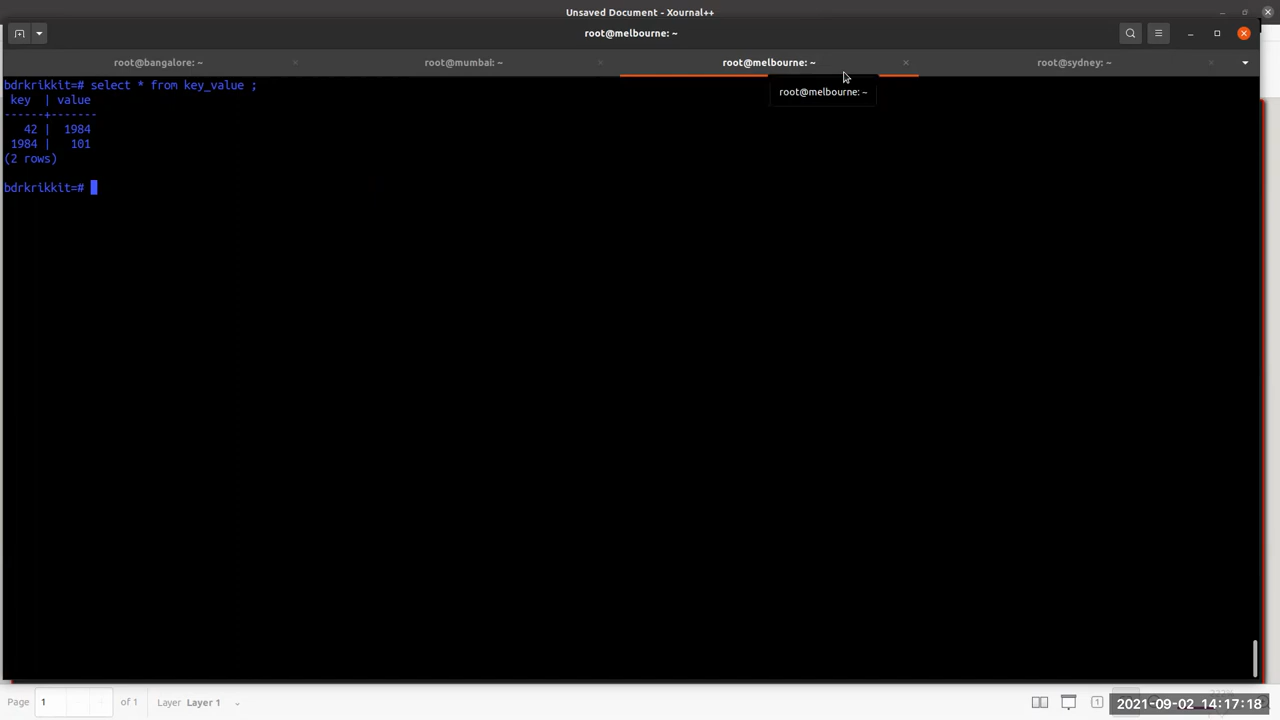 Unsaved Document - Xournal++
root@melbourne: ~
root@bangalore: ~
root@mumbai: ~
root@melbourne: ~
root@sydney: ~
root@melbourne: ~
bdrkrikkit=# select * from key_value ;
 key  | value
------+-------
   42 |  1984
 1984 |   101
(2 rows)
bdrkrikkit=#
Page 1 of 1 Layer Layer 1
1
2021-09-02 14:17:18